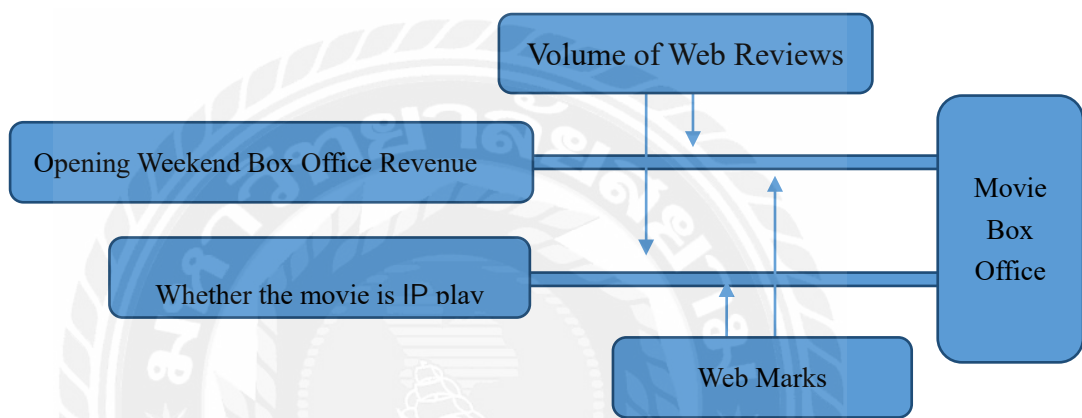 Volume of Web Reviews
Opening Weekend Box Office Revenue
Movie
Box
Office
Whether the movie is IP play
Web Marks